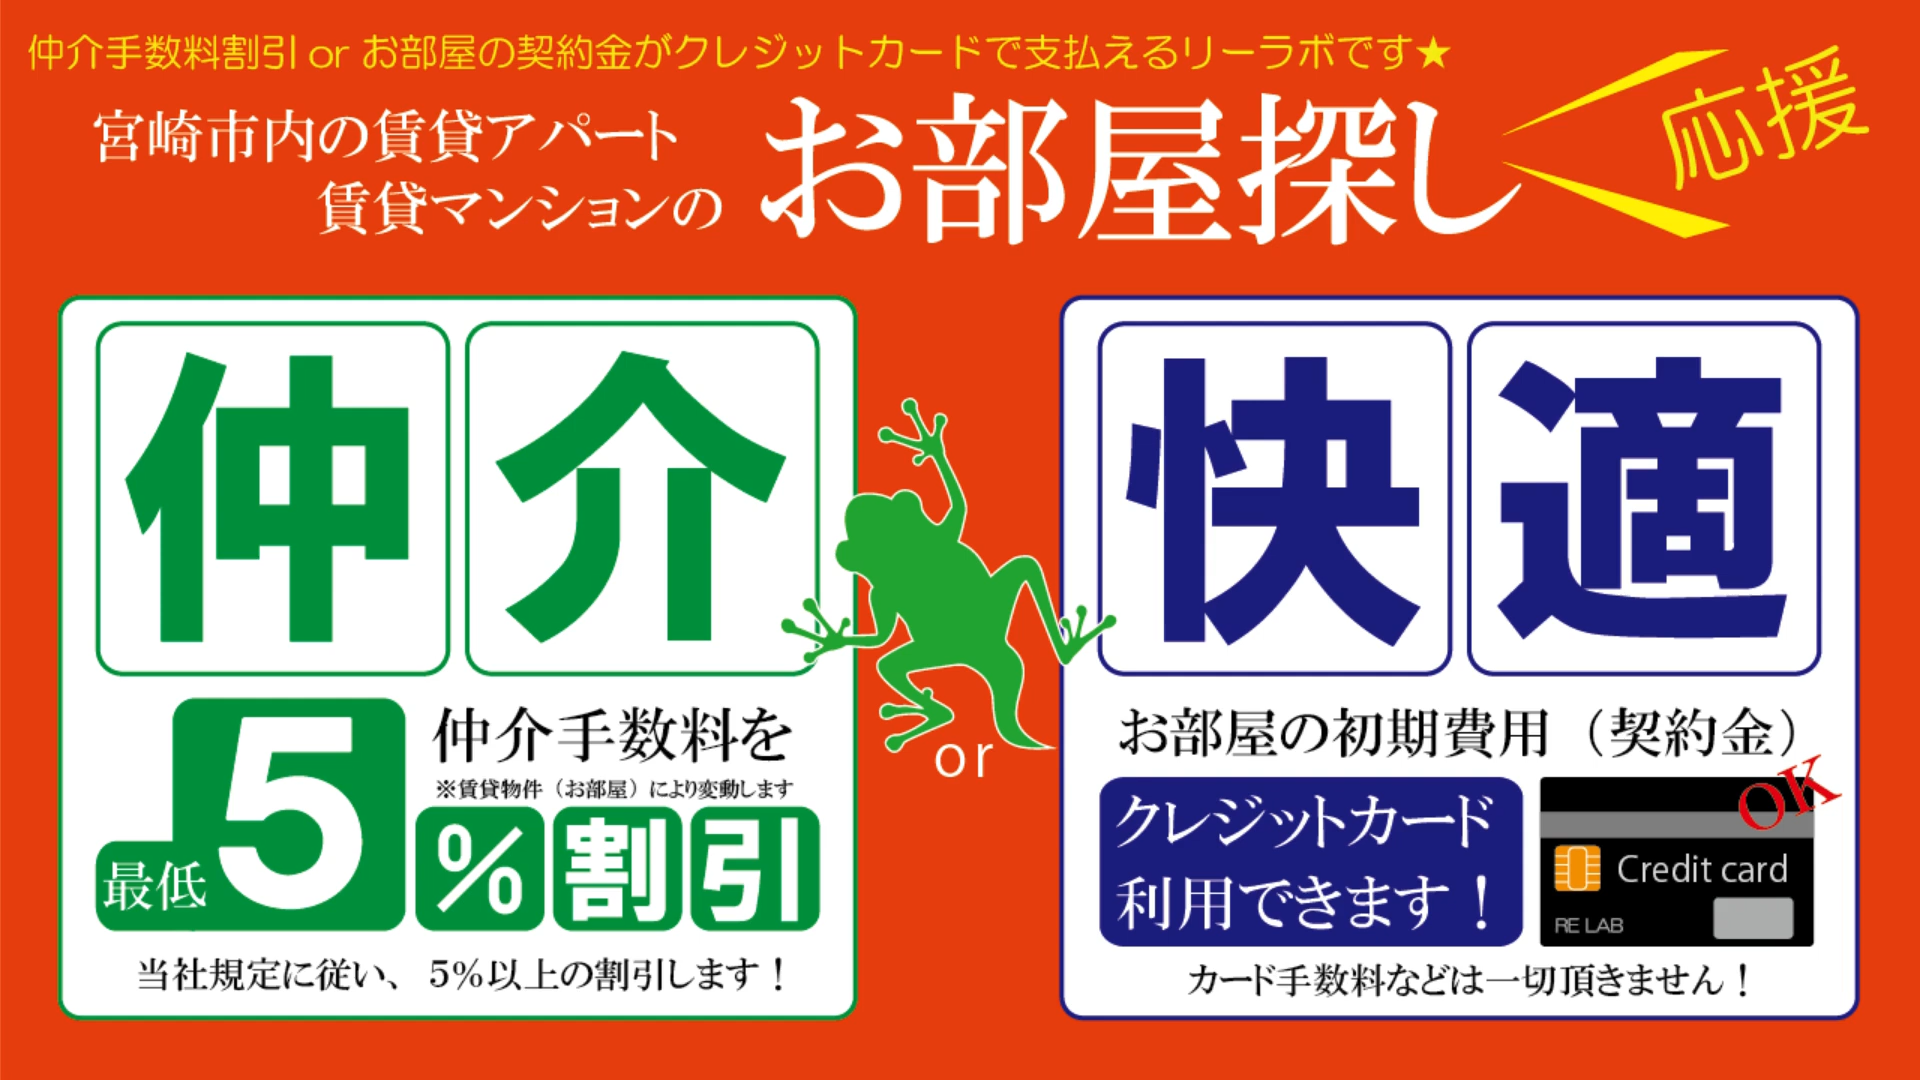 仲介手数料割引 or お部屋の契約金がクレジットカードで支払えるリーラボです★
宮崎市内の賃貸アパート
賃貸マンションの
お部屋探し
応援
仲介
最低5
仲介手数料を
※賃貸物件（お部屋）により変動します
%割引
当社規定に従い、5%以上の割引します！
or
快適
お部屋の初期費用（契約金）
クレジットカード
利用できます！
OK
Credit card
RE LAB
カード手数料などは一切頂きません！